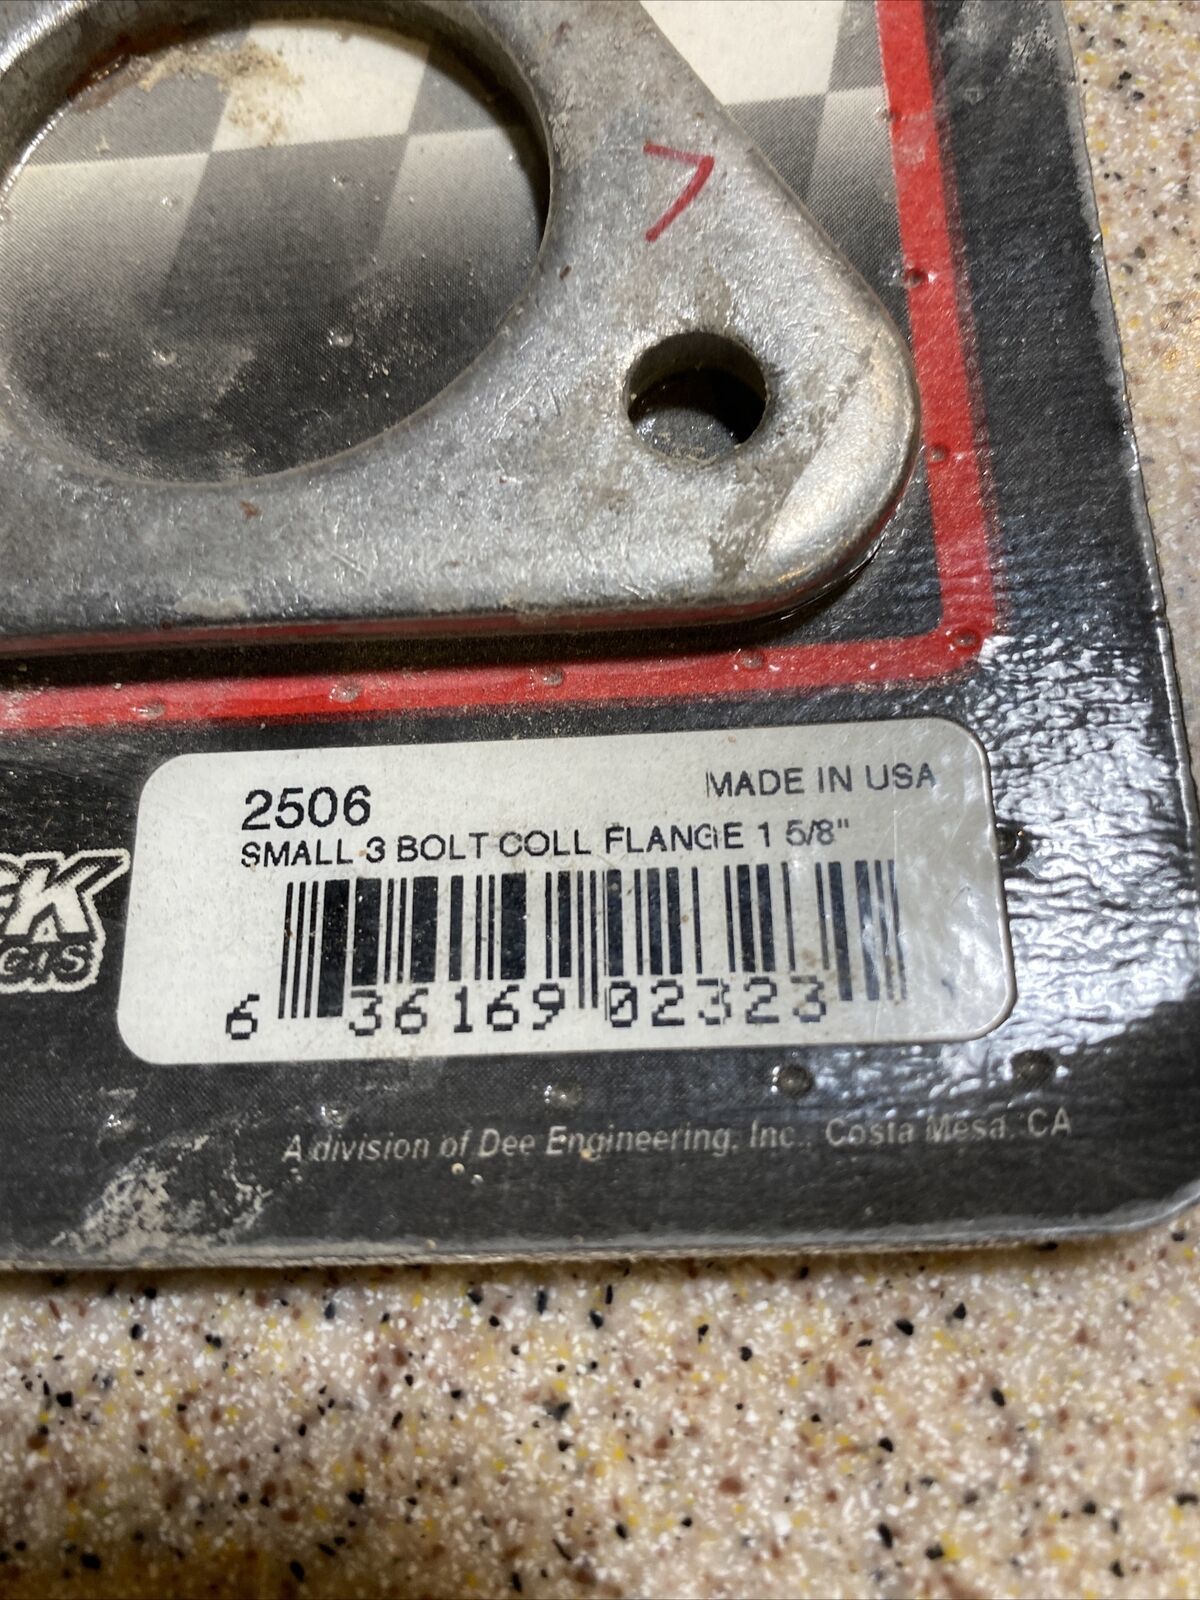 2506
MADE IN USA
SMALL 3 BOLT COLL FLANGE 1 5/8"
6 36169 02323
A division of Dee Engineering, Inc., Costa Mesa, CA